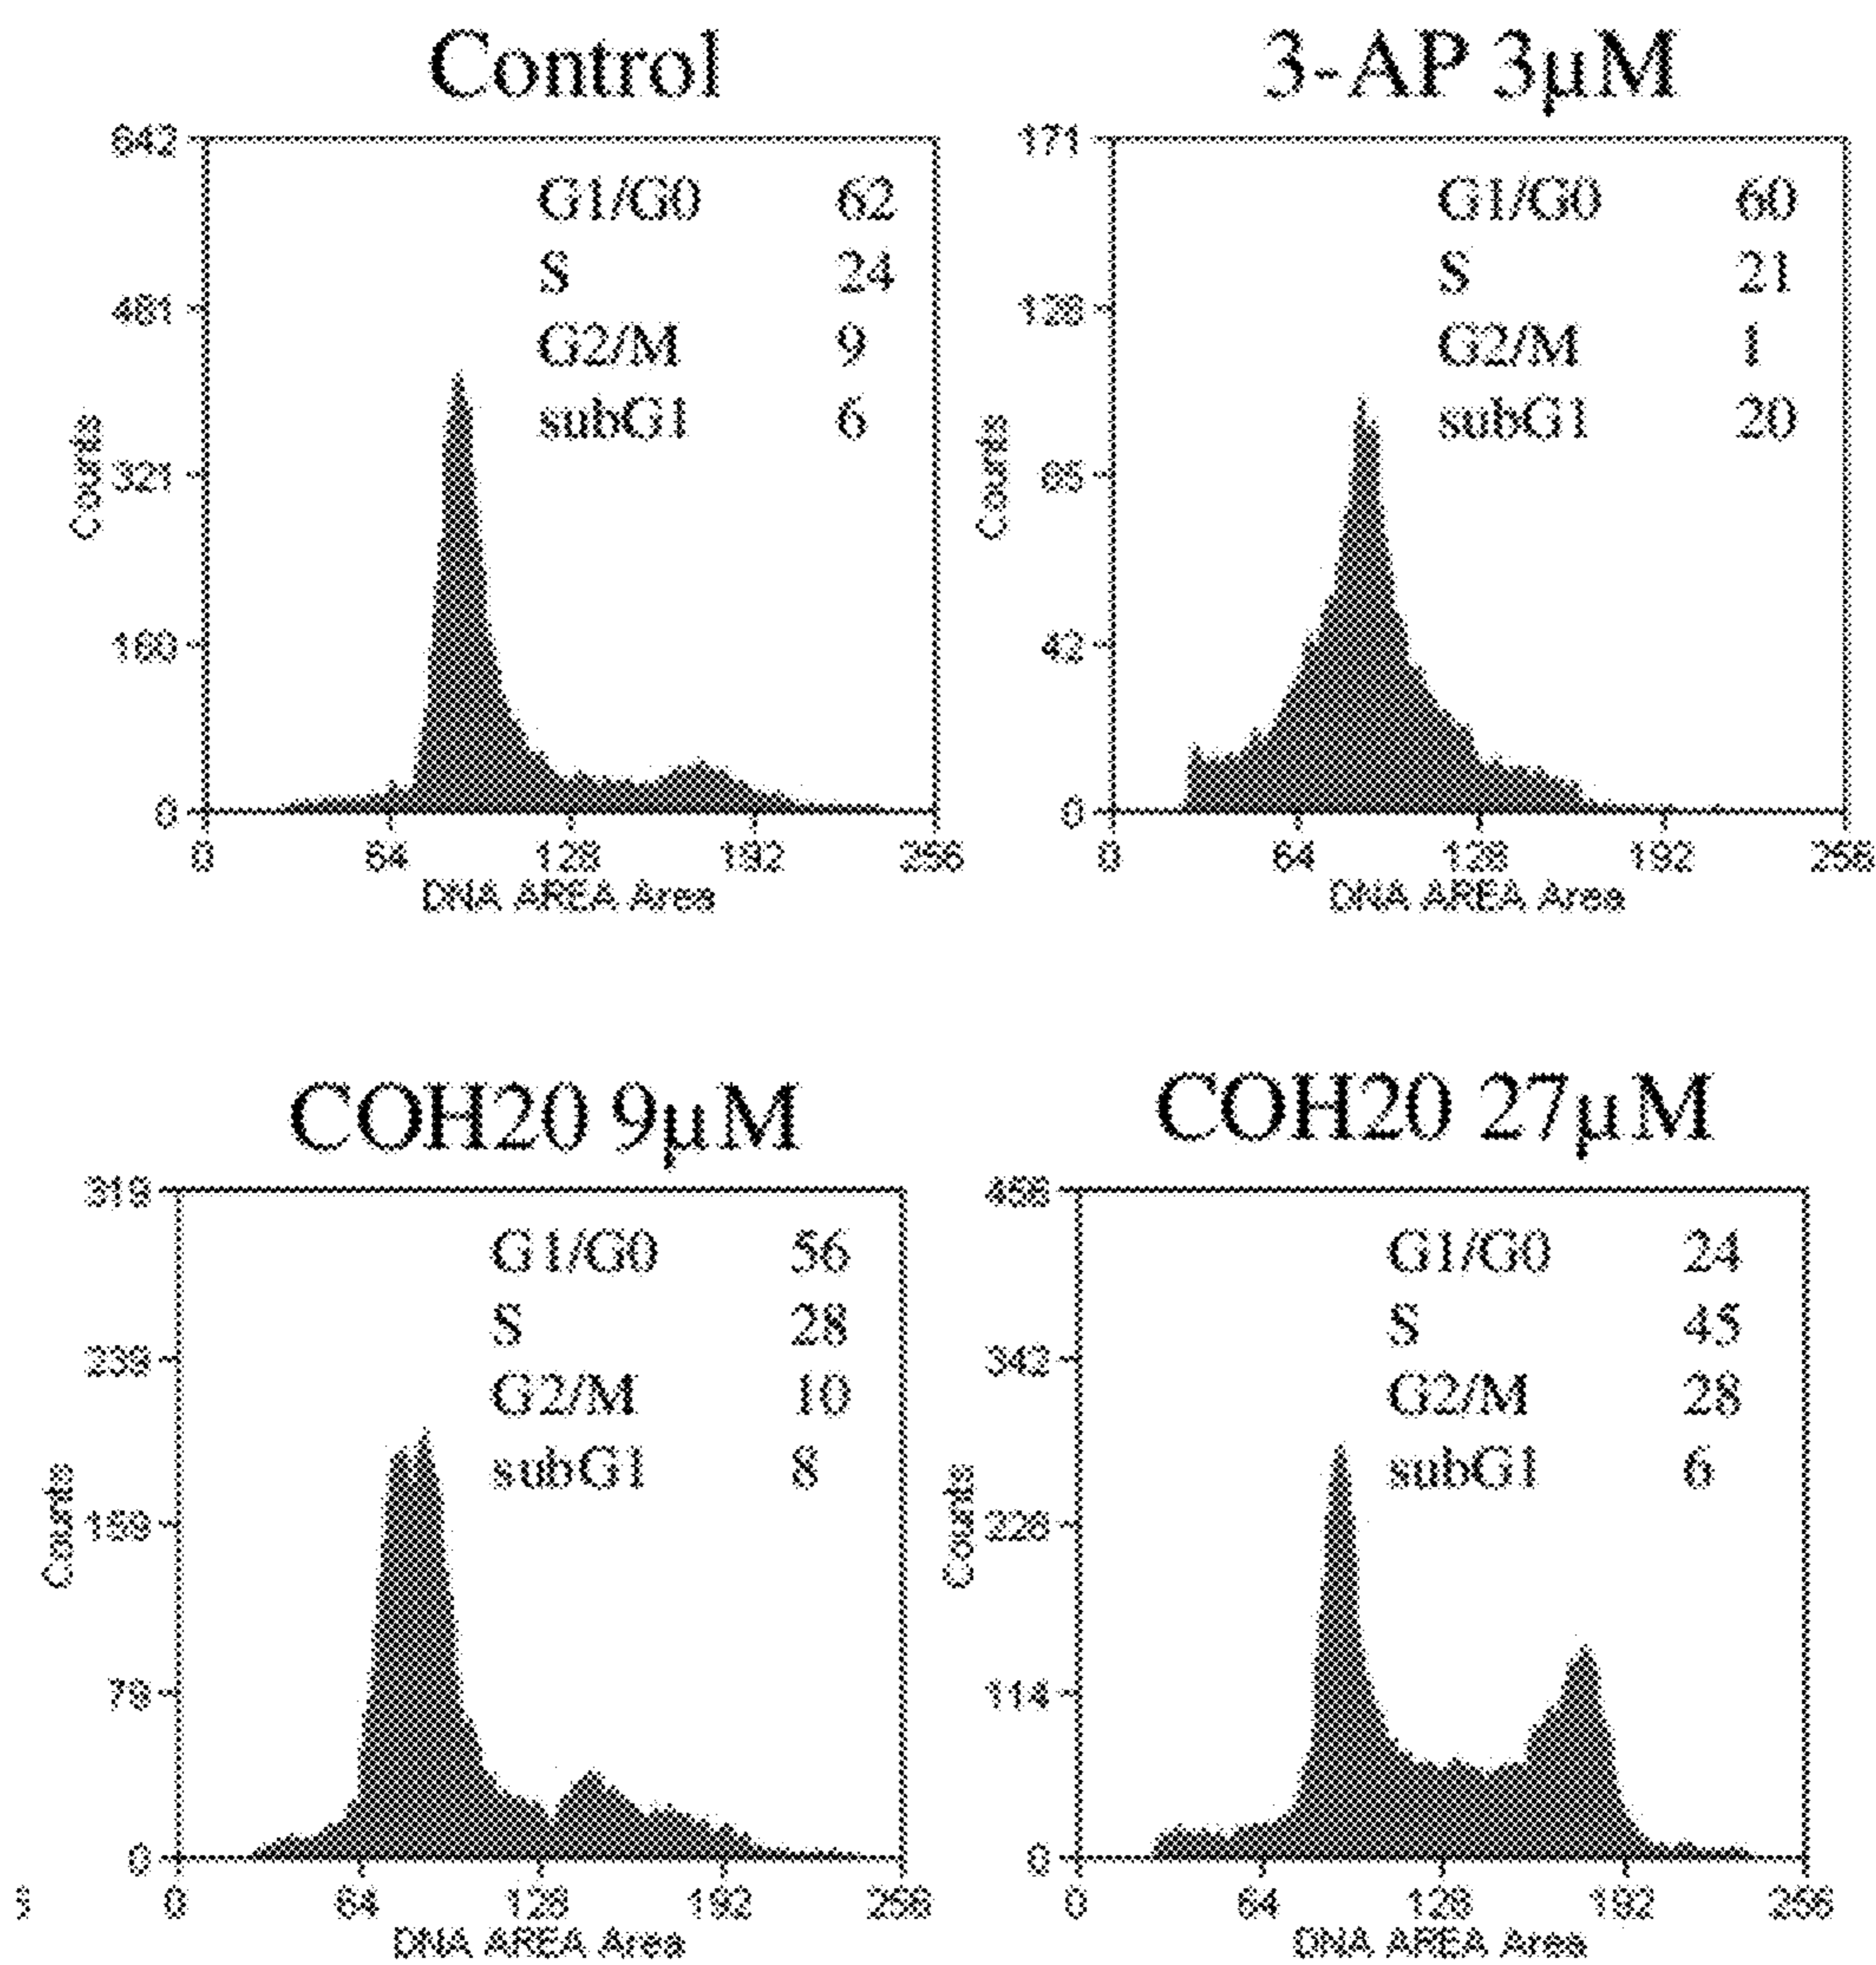 Control
642
481
321
160
0
Counts
G1/G0 62
S 24
G2/M 9
subG1 6
0 64 128 192 256
DNA AREA Area
3-AP 3μM
171
128
85
42
0
Counts
G1/G0 60
S 21
G2/M 1
subG1 20
0 64 128 192 256
DNA AREA Area
COH20 9μM
318
159
0
Counts
G1/G0 56
S 28
G2/M 10
subG1 8
0 64 128 192 256
DNA AREA Area
COH20 27μM
342
228
114
0
Counts
G1/G0 24
S 45
G2/M 28
subG1 6
0 64 128 192 256
DNA AREA Area